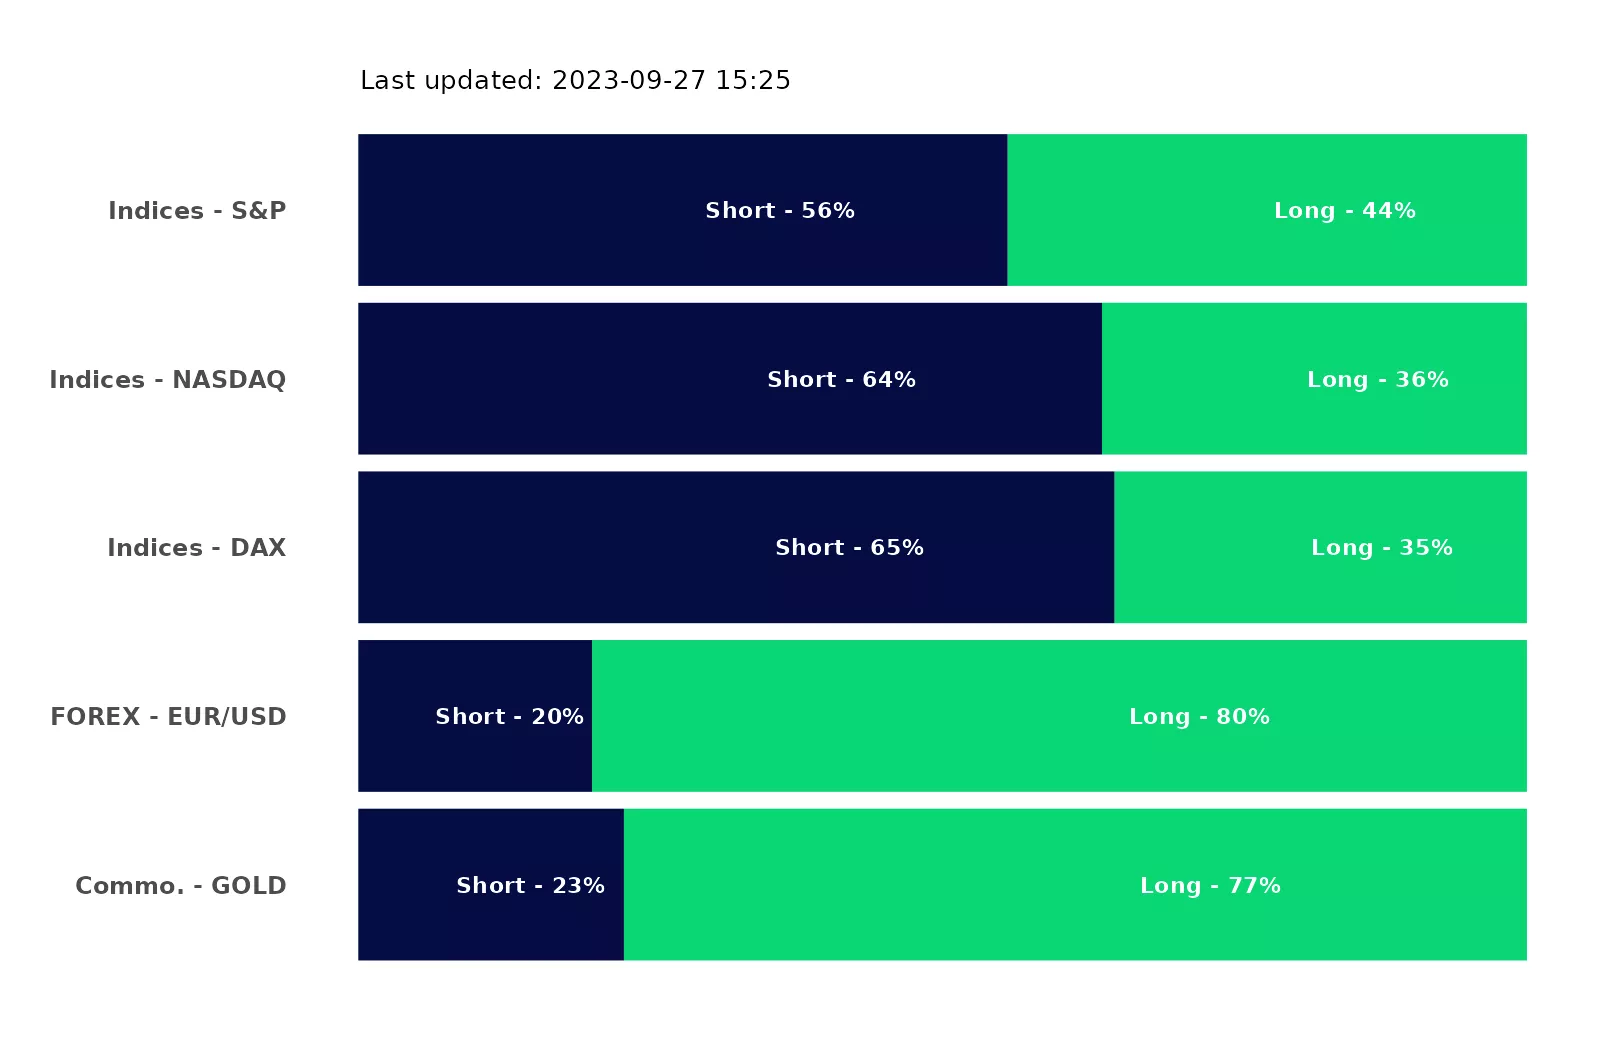 Last updated: 2023-09-27 15:25
Indices - S&P Short - 56% Long - 44%
Indices - NASDAQ Short - 64% Long - 36%
Indices - DAX Short - 65% Long - 35%
FOREX - EUR/USD Short - 20% Long - 80%
Commo. - GOLD Short - 23% Long - 77%